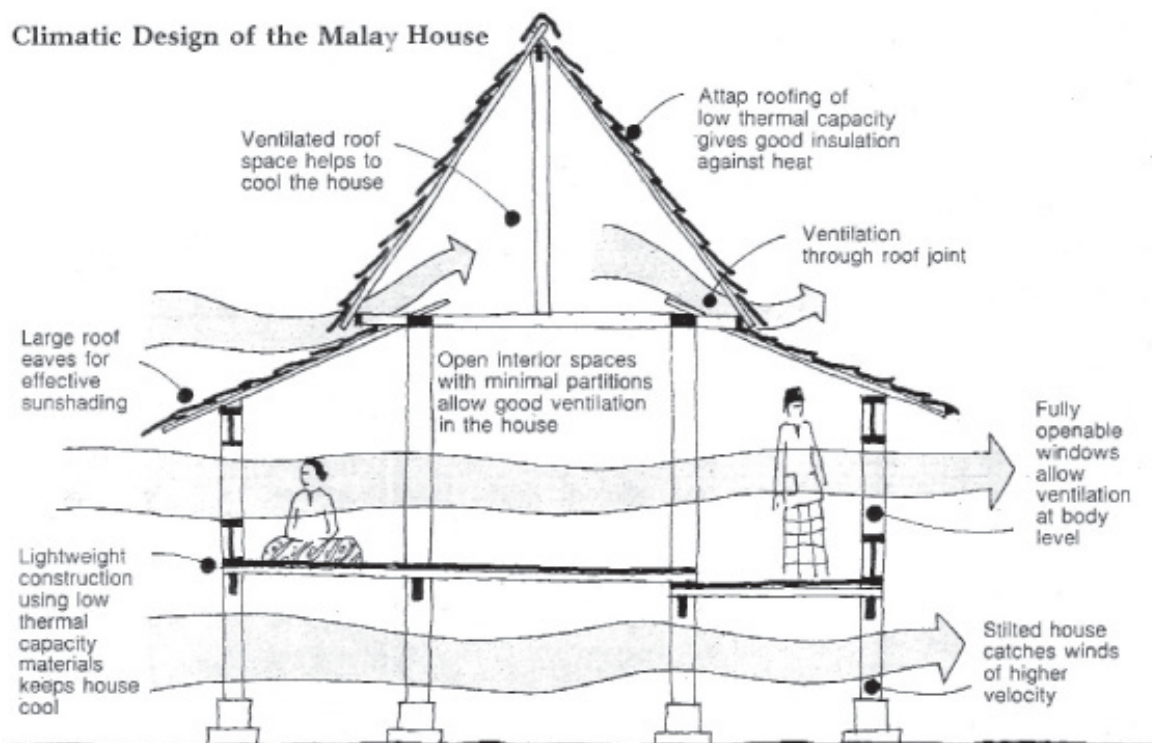 Climatic Design of the Malay House
Ventilated roof
space helps to
cool the house
Attap roofing of
low thermal capacity
gives good insulation
against heat
Ventilation
through roof joint
Large roof
eaves for
effective
sunshading
Open interior spaces
with minimal partitions
allow good ventilation
in the house
Fully
openable
windows
allow
ventilation
at body
level
Lightweight
construction
using low
thermal
capacity
materials
keeps house
cool
Stilted house
catches winds
of higher
velocity